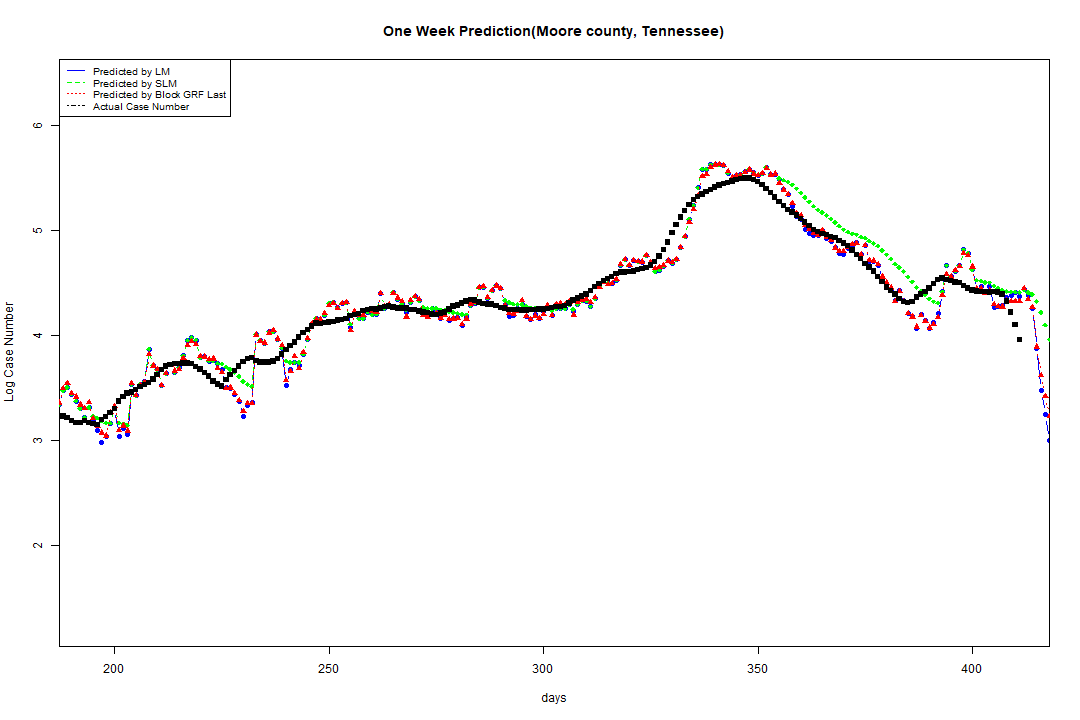 One Week Prediction(Moore county, Tennessee)
Predicted by LM
Predicted by SLM
Predicted by Block GRF Last
Actual Case Number
6
5
4
3
2
Log Case Number
200 250 300 350 400
days